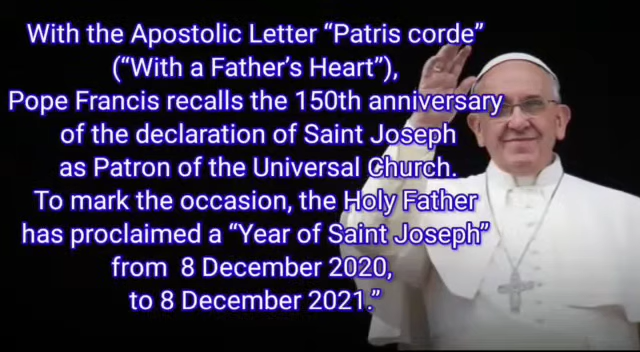 With the Apostolic Letter “Patris corde”
(“With a Father’s Heart”),
Pope Francis recalls the 150th anniversary
of the declaration of Saint Joseph
as Patron of the Universal Church.
To mark the occasion, the Holy Father
has proclaimed a “Year of Saint Joseph”
from  8 December 2020,
to 8 December 2021.”